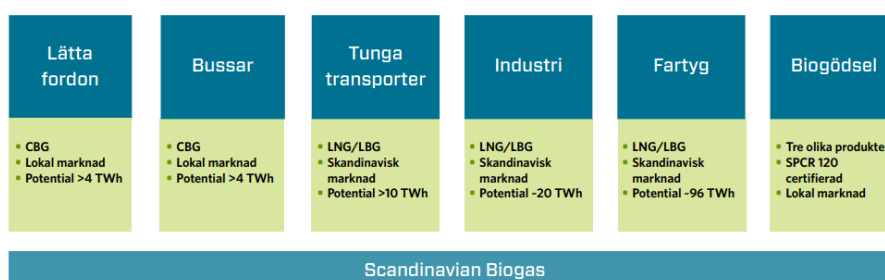 Lätta
fordon
CBG
Lokal marknad
Potential >4 TWh
Bussar
CBG
Lokal marknad
Potential >4 TWh
Tunga
transporter
LNG/LBG
Skandinavisk
marknad
Potential >10 TWh
Industri
LNG/LBG
Skandinavisk
marknad
Potential ~20 TWh
Fartyg
LNG/LBG
Skandinavisk
marknad
Potential ~96 TWh
Biogödsel
Tre olika produkte
SPCR 120
certifierad
Lokal marknad
Scandinavian Biogas